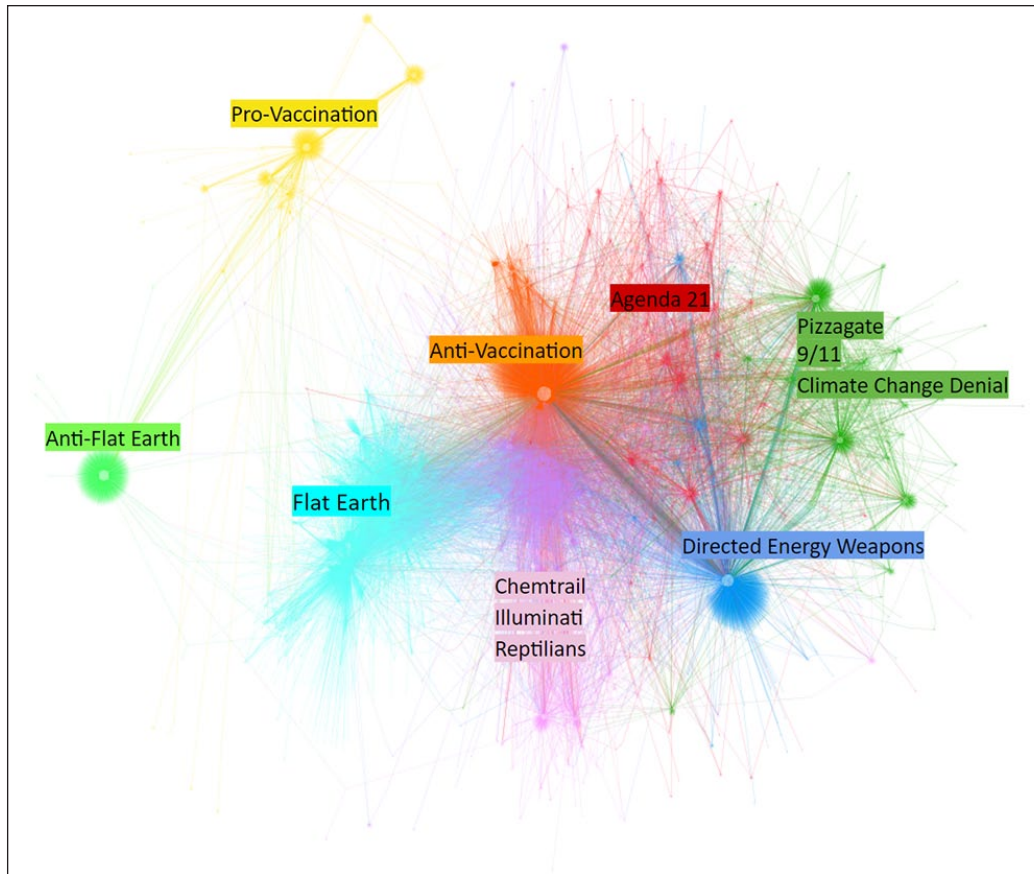 Pro-Vaccination
Agenda 21
Pizzagate
9/11
Climate Change Denial
Anti-Vaccination
Anti-Flat Earth
Flat Earth
Directed Energy Weapons
Chemtrail
Illuminati
Reptilians